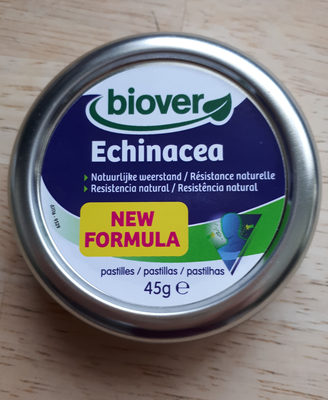 biover
Echinacea
Natuurlijke weerstand / Résistance naturelle
Resistencia natural / Resistência natural
NEW
FORMULA
pastilles / pastillas / pastilhas
45g e